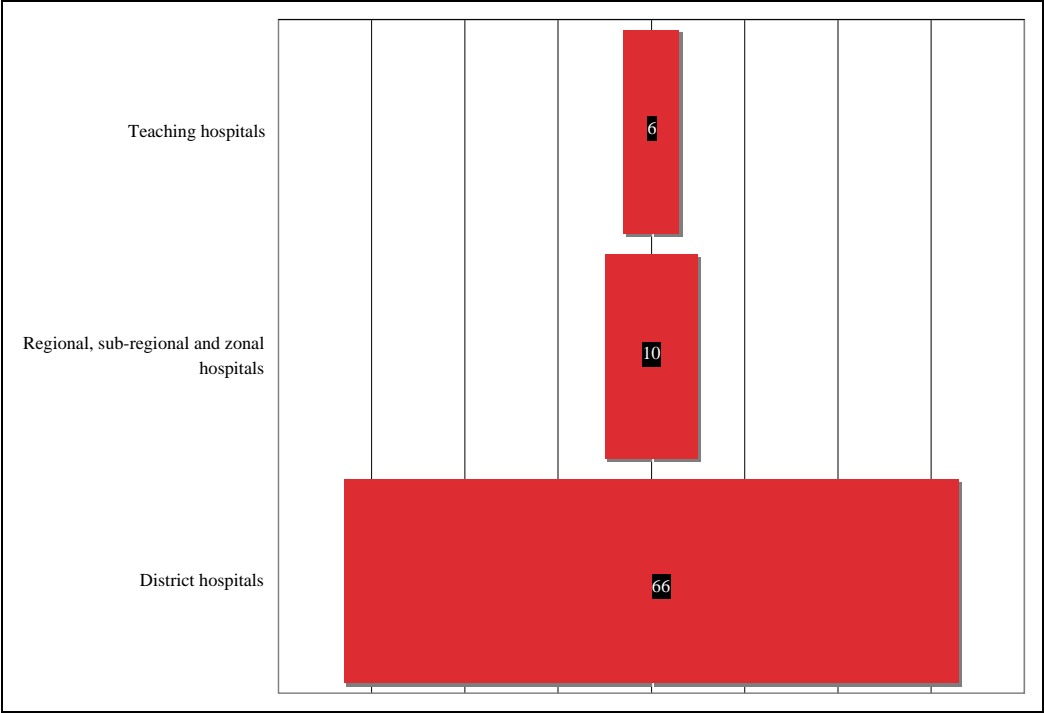 Teaching hospitals
6
Regional, sub-regional and zonal
hospitals
10
District hospitals
66